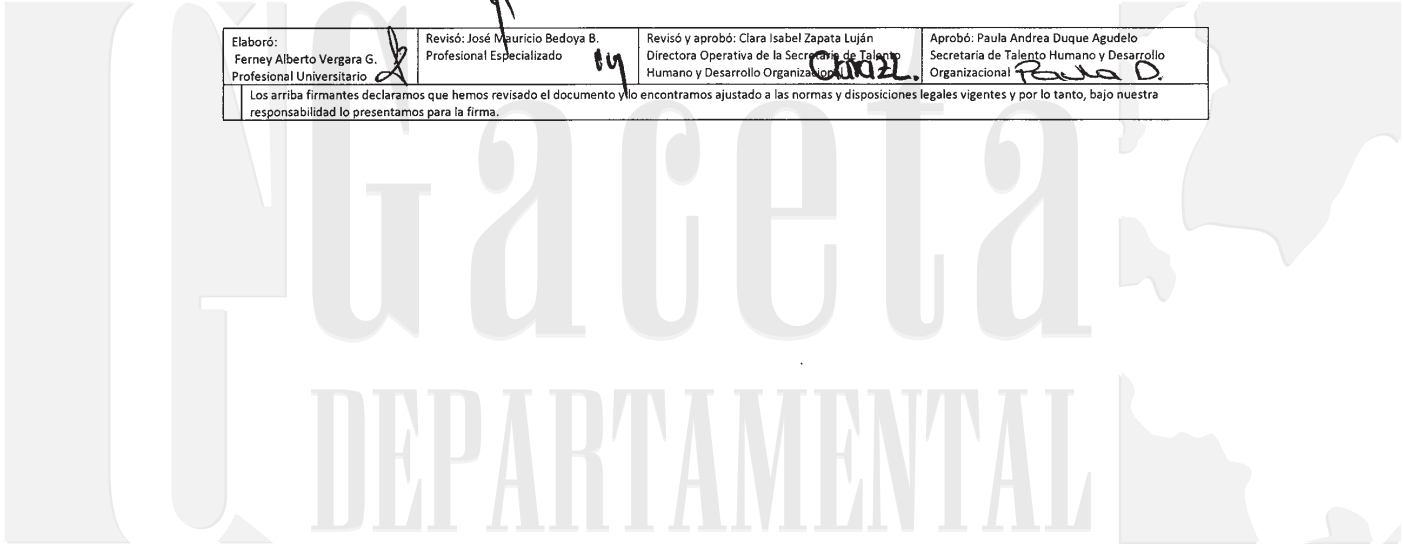 Elaboró:
Ferney Alberto Vergara G.
Profesional Universitario
Revisó: José Mauricio Bedoya B.
Profesional Especializado
Revisó y aprobó: Clara Isabel Zapata Luján
Directora Operativa de la Secretaría de Talento
Humano y Desarrollo Organizacional
Clara Z L.
Aprobó: Paula Andrea Duque Agudelo
Secretaria de Talento Humano y Desarrollo
Organizacional Paula D.
Los arriba firmantes declaramos que hemos revisado el documento y lo encontramos ajustado a las normas y disposiciones legales vigentes y por lo tanto, bajo nuestra
responsabilidad lo presentamos para la firma.
Gaceta
DEPARTAMENTAL